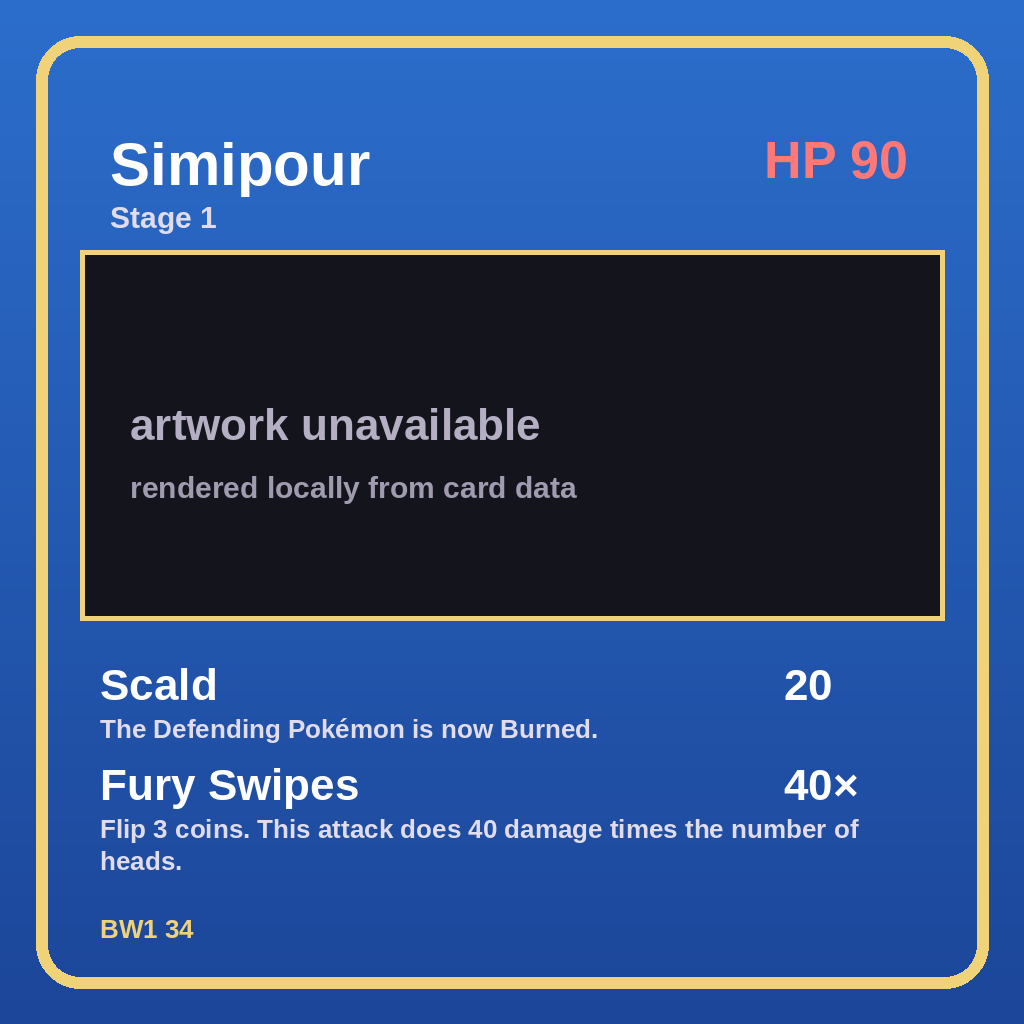 Simipour
HP 90
Stage 1
artwork unavailable
rendered locally from card data
Scald
20
The Defending Pokémon is now Burned.
Fury Swipes
40×
Flip 3 coins. This attack does 40 damage times the number of
heads.
BW1 34